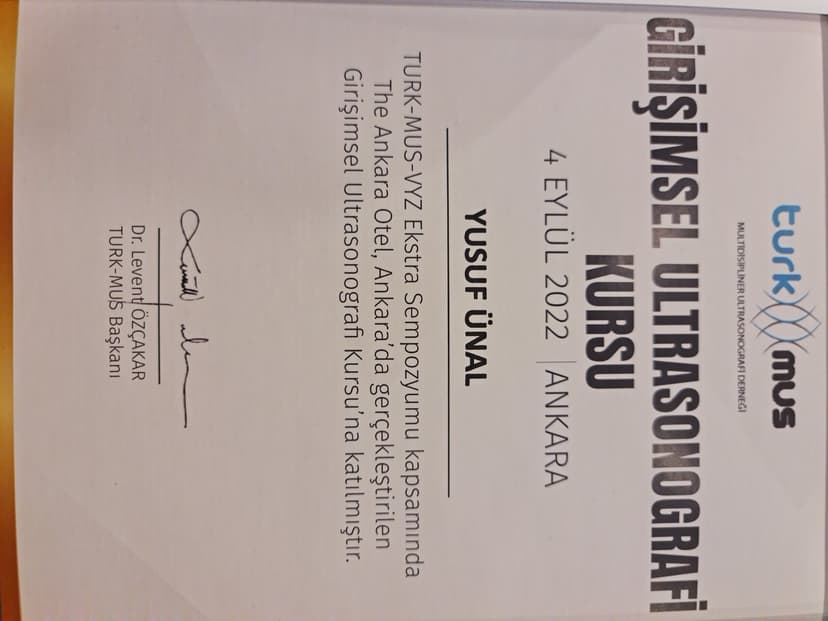 turk mus
MULTİDİSİPLİNER ULTRASONOGRAFİ DERNEĞİ
GİRİŞİMSEL ULTRASONOGRAFİ
KURSU
4 EYLÜL 2022 | ANKARA
YUSUF ÜNAL
TURK-MUS-VYZ Ekstra Sempozyumu kapsamında
The Ankara Otel, Ankara'da gerçekleştirilen
Girişimsel Ultrasonografi Kursu'na katılmıştır.
Dr. Levent ÖZÇAKAR
TURK-MUS Başkanı